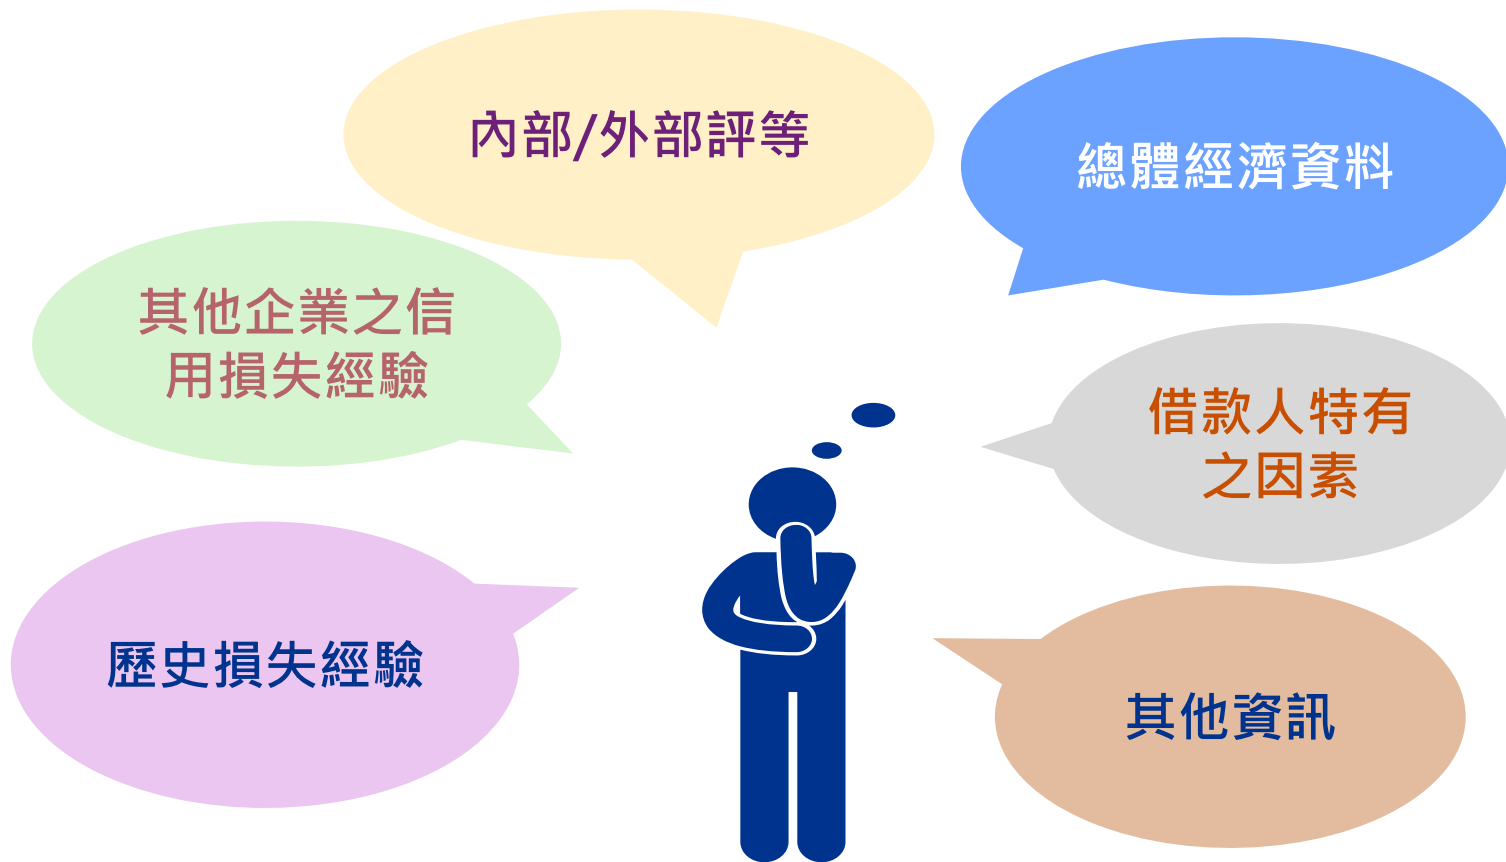 內部/外部評等
總體經濟資料
其他企業之信
用損失經驗
借款人特有
之因素
歷史損失經驗
其他資訊